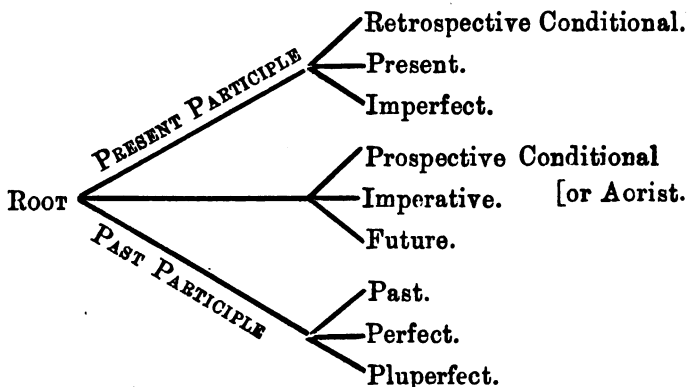 Retrospective Conditional.
PRESENT PARTICIPLE
Present.
Imperfect.
Prospective Conditional
ROOT
Imperative. [or Aorist.
Future.
PAST PARTICIPLE
Past.
Perfect.
Pluperfect.